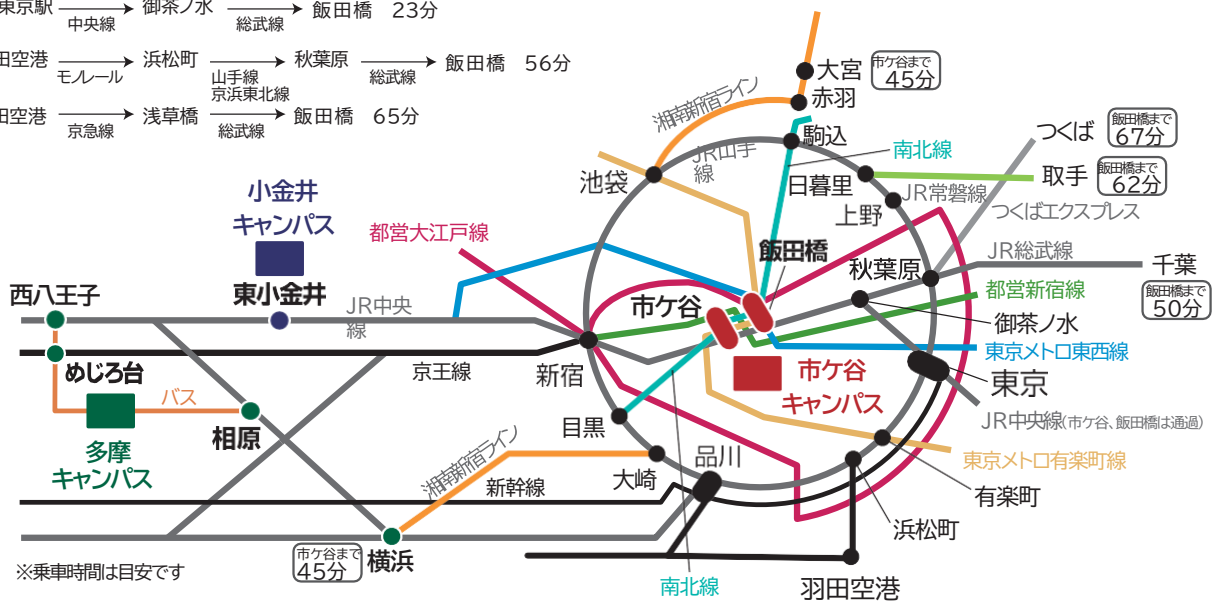 東京駅 → 御茶ノ水 → 飯田橋 23分
中央線 総武線
田空港 → 浜松町 → 秋葉原 → 飯田橋 56分
モノレール 山手線 総武線
京浜東北線
田空港 → 浅草橋 → 飯田橋 65分
京急線 総武線
大宮
市ケ谷まで
45分
赤羽
湘南新宿ライン
駒込
南北線
つくば
飯田橋まで
67分
JR山手
線
池袋
日暮里
取手
飯田橋まで
62分
JR常磐線
上野
つくばエクスプレス
小金井
キャンパス
都営大江戸線
飯田橋
秋葉原
JR総武線
千葉
飯田橋まで
50分
西八王子
東小金井
JR中央
線
市ケ谷
都営新宿線
御茶ノ水
東京メトロ東西線
めじろ台
京王線
新宿
市ケ谷
キャンパス
東京
バス
JR中央線(市ケ谷、飯田橋は通過)
相原
目黒
多摩
キャンパス
湘南新宿ライン
大崎
品川
東京メトロ有楽町線
新幹線
有楽町
浜松町
市ケ谷まで
45分
横浜
※乗車時間は目安です
南北線
羽田空港